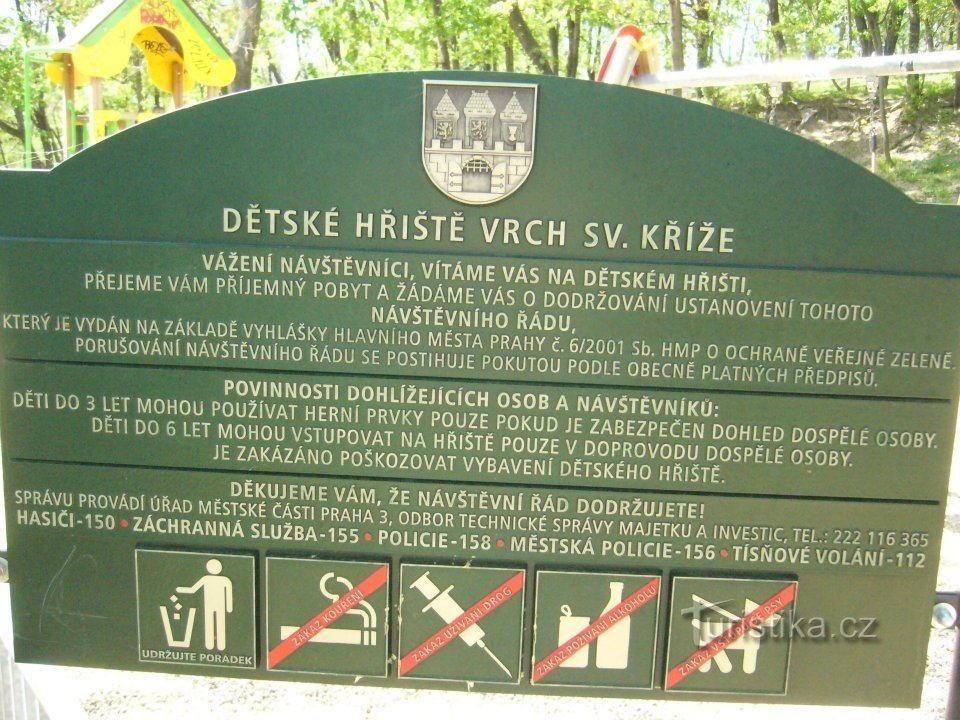 DĚTSKÉ HŘIŠTĚ VRCH SV. KŘÍŽE
VÁŽENÍ NÁVŠTĚVNÍCI, VÍTÁME VÁS NA DĚTSKÉM HŘIŠTI,
PŘEJEME VÁM PŘÍJEMNÝ POBYT A ŽÁDÁME VÁS O DODRŽOVÁNÍ USTANOVENÍ TOHOTO
NÁVŠTĚVNÍHO ŘÁDU,
KTERÝ JE VYDÁN NA ZÁKLADĚ VYHLÁŠKY HLAVNÍHO MĚSTA PRAHY č. 6/2001 Sb. HMP O OCHRANĚ VEŘEJNÉ ZELENĚ.
PORUŠOVÁNÍ NÁVŠTĚVNÍHO ŘÁDU SE POSTIHUJE POKUTOU PODLE OBECNĚ PLATNÝCH PŘEDPISŮ.
POVINNOSTI DOHLÍŽEJÍCÍCH OSOB A NÁVŠTĚVNÍKŮ:
DĚTI DO 3 LET MOHOU POUŽÍVAT HERNÍ PRVKY POUZE POKUD JE ZABEZPEČEN DOHLED DOSPĚLÉ OSOBY.
DĚTI DO 6 LET MOHOU VSTUPOVAT NA HŘIŠTĚ POUZE V DOPROVODU DOSPĚLÉ OSOBY.
JE ZAKÁZÁNO POŠKOZOVAT VYBAVENÍ DĚTSKÉHO HŘIŠTĚ.
DĚKUJEME VÁM, ŽE NÁVŠTĚVNÍ ŘÁD DODRŽUJETE!
SPRÁVU PROVÁDÍ ÚŘAD MĚSTSKÉ ČÁSTI PRAHA 3, ODBOR TECHNICKÉ SPRÁVY MAJETKU A INVESTIC, TEL.: 222 116 365
HASIČI-150 • ZÁCHRANNÁ SLUŽBA-155 • POLICIE-158 • MĚSTSKÁ POLICIE-156 • TÍSŇOVÉ VOLÁNÍ-112
UDRŽUJTE POŘÁDEK
ZÁKAZ KOUŘENÍ
ZÁKAZ UŽÍVÁNÍ DROG
ZÁKAZ POŽÍVÁNÍ ALKOHOLU
ZÁKAZ VSTUPU SE PSY
Turistika.cz